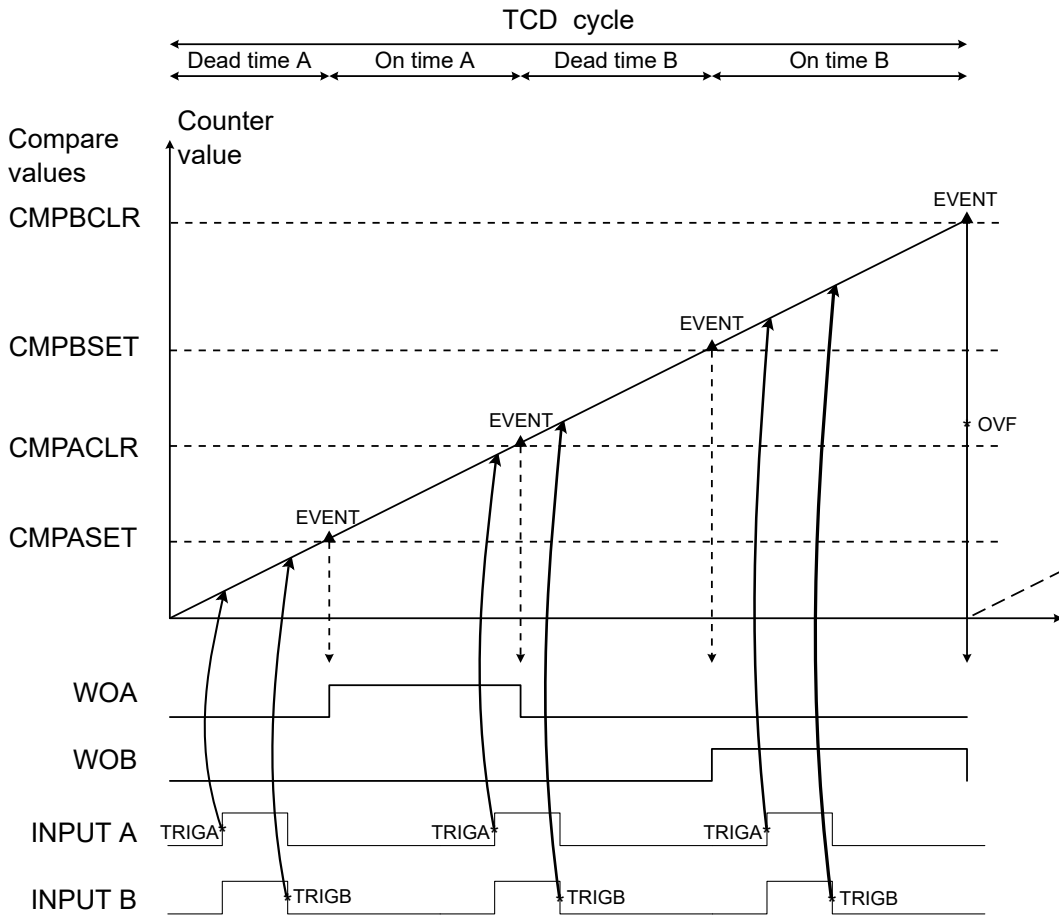 TCD cycle
Dead time A
On time A
Dead time B
On time B
Compare
values
Counter
value
CMPBCLR
EVENT
CMPBSET
EVENT
OVF
CMPACLR
EVENT
CMPASET
EVENT
WOA
WOB
INPUT A
TRIGA
TRIGA
TRIGA
INPUT B
TRIGB
TRIGB
TRIGB